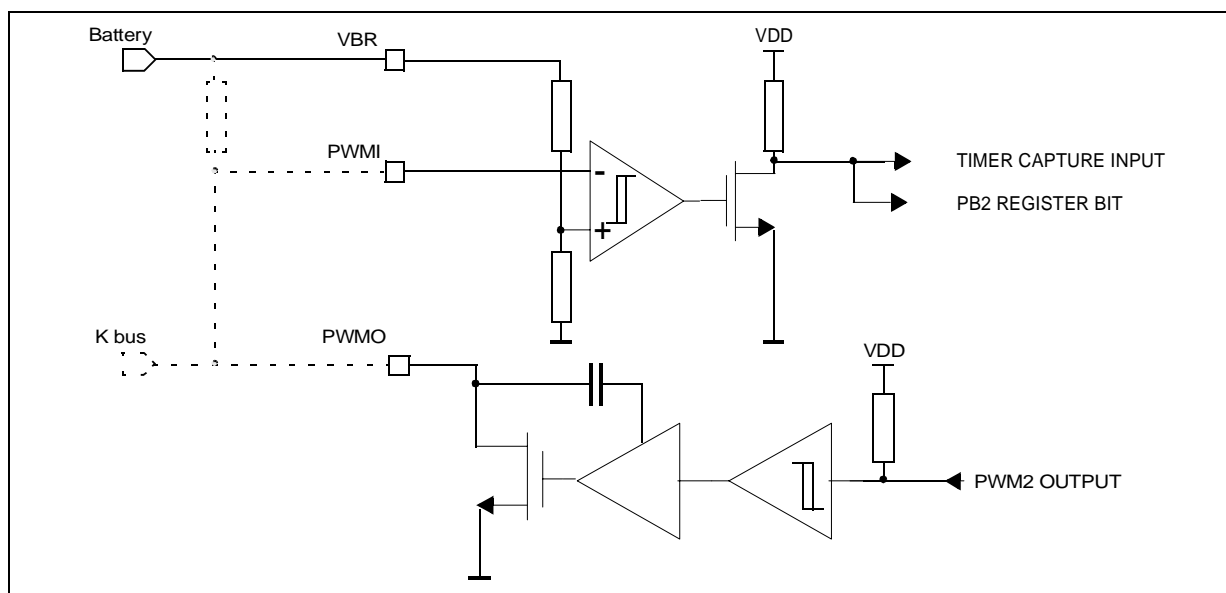 Battery
VBR
VDD
PWMI
-
+
TIMER CAPTURE INPUT
PB2 REGISTER BIT
K bus
PWMO
VDD
PWM2 OUTPUT